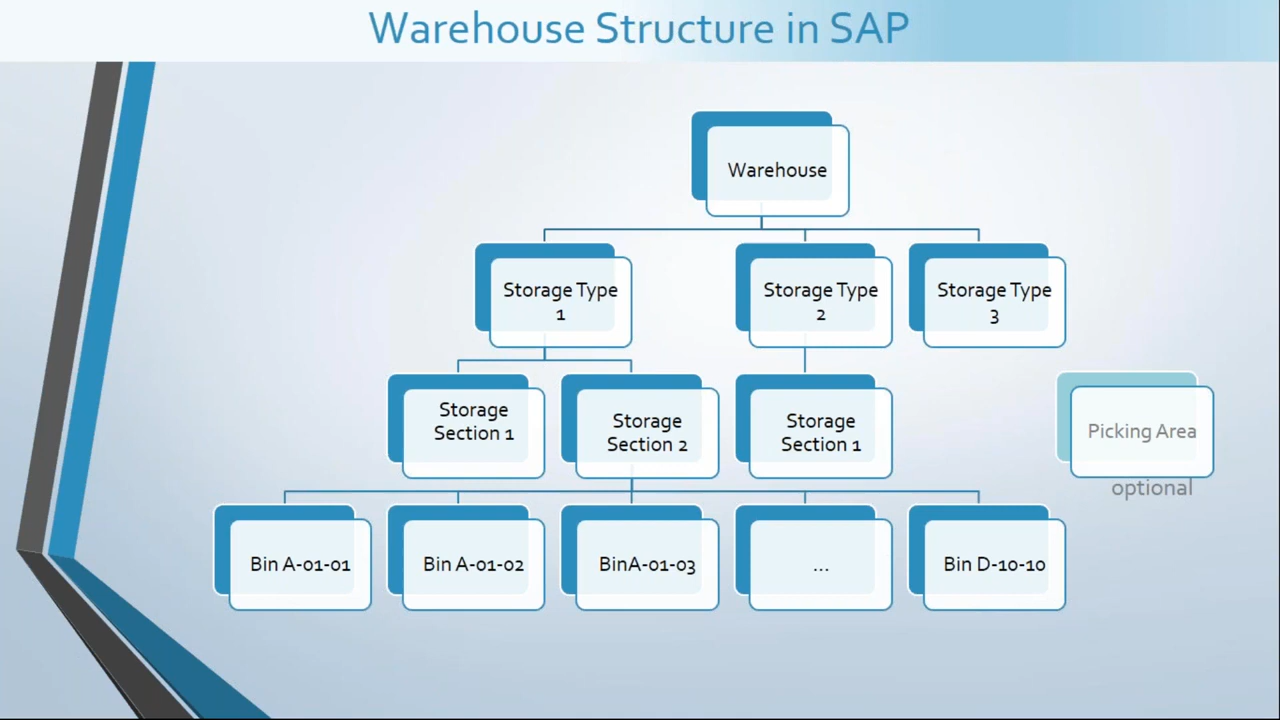 Warehouse Structure in SAP
Warehouse
Storage Type
1
Storage Type
2
Storage Type
3
Storage
Section 1
Storage
Section 2
Storage
Section 1
Picking Area
optional
Bin A-01-01
Bin A-01-02
BinA-01-03
...
Bin D-10-10